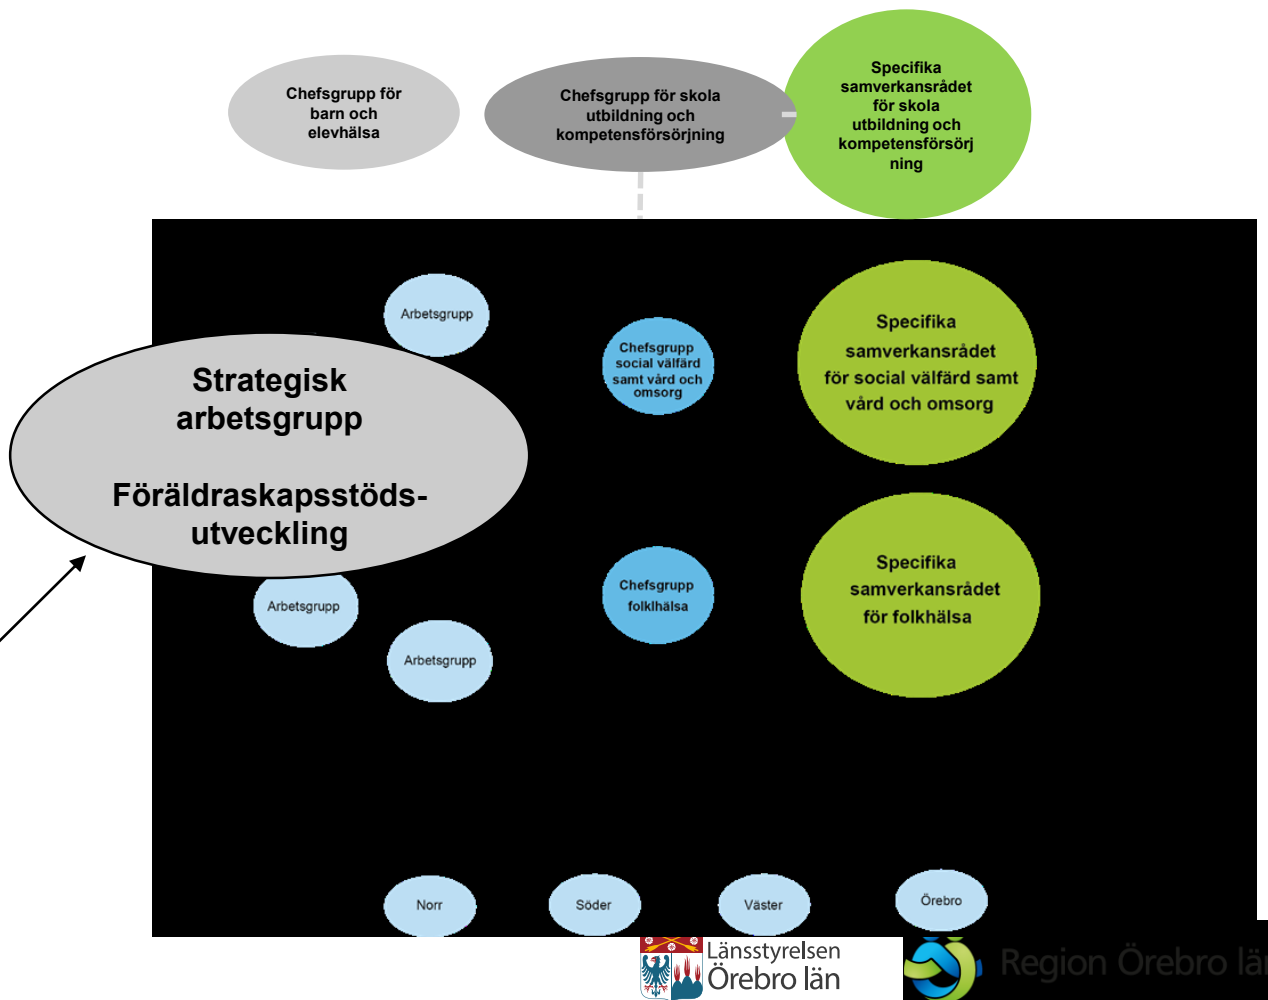 Chefsgrupp för
barn och
elevhälsa
Chefsgrupp för skola
utbildning och
kompetensförsörjning
Specifika
samverkansrådet
för skola
utbildning och
kompetensförsörj
ning
Arbetsgrupp
Chefsgrupp
social välfärd
samt vård och
omsorg
Specifika
samverkansrådet
för social välfärd samt
vård och omsorg
Strategisk
arbetsgrupp
Föräldraskapsstöds-
utveckling
Arbetsgrupp
Arbetsgrupp
Chefsgrupp
folklhälsa
Specifika
samverkansrådet
för folkhälsa
Norr
Söder
Väster
Örebro
Länsstyrelsen
Örebro län
Region Örebro län